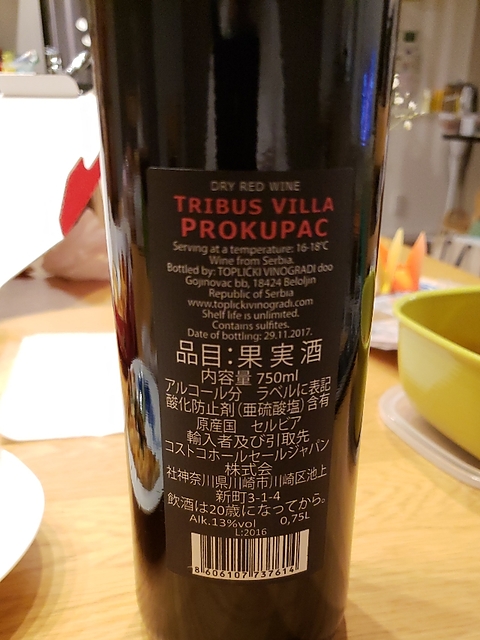 DRY RED WINE
TRIBUS VILLA
PROKUPAC
Serving at a temperature: 16-18°C
Wine from Serbia.
Bottled by: TOPLIČKI VINOGRADI doo
Gojinovac bb, 18424 Beloljin
Republic of Serbia
www.toplickivinogradi.com
Shelf life is unlimited.
Contains sulfites.
Date of bottling: 29.11.2017.
品目:果実酒
内容量 750ml
アルコール分 ラベルに表記
酸化防止剤(亜硫酸塩)含有
原産国 セルビア
輸入者及び引取先
コストコホールセールジャパン
株式会
社神奈川県川崎市川崎区池上
新町3-1-4
飲酒は20歳になってから。
Alk.13%vol 0,75L
L:2016
8 606107 737614